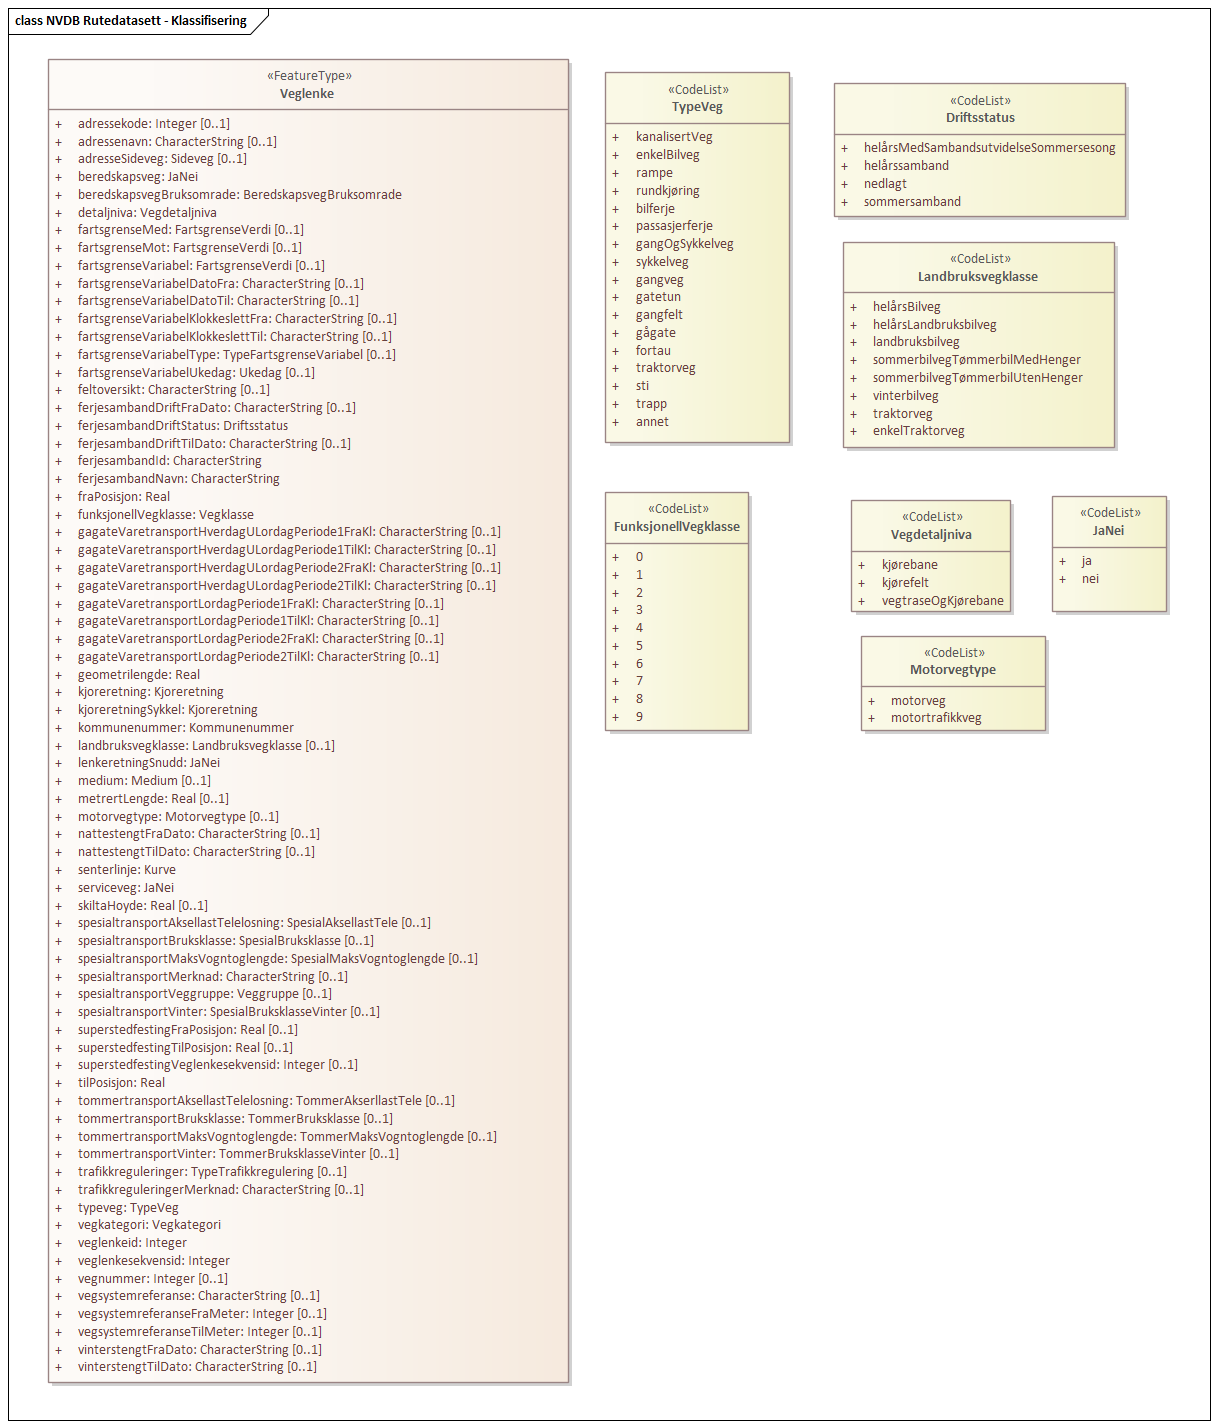 class NVDB Rutedatasett - Klassifisering
«FeatureType»
Veglenke
+ adressekode: Integer [0..1]
+ adressenavn: CharacterString [0..1]
+ adresseSideveg: Sideveg [0..1]
+ beredskapsveg: JaNei
+ beredskapsvegBruksomrade: BeredskapsvegBruksomrade
+ detaljniva: Vegdetaljniva
+ fartsgrenseMed: FartsgrenseVerdi [0..1]
+ fartsgrenseMot: FartsgrenseVerdi [0..1]
+ fartsgrenseVariabel: FartsgrenseVerdi [0..1]
+ fartsgrenseVariabelDatoFra: CharacterString [0..1]
+ fartsgrenseVariabelDatoTil: CharacterString [0..1]
+ fartsgrenseVariabelKlokkeslettFra: CharacterString [0..1]
+ fartsgrenseVariabelKlokkeslettTil: CharacterString [0..1]
+ fartsgrenseVariabelType: TypeFartsgrenseVariabel [0..1]
+ fartsgrenseVariabelUkedag: Ukedag [0..1]
+ feltoversikt: CharacterString [0..1]
+ ferjesambandDriftFraDato: CharacterString [0..1]
+ ferjesambandDriftStatus: Driftsstatus
+ ferjesambandDriftTilDato: CharacterString [0..1]
+ ferjesambandId: CharacterString
+ ferjesambandNavn: CharacterString
+ fraPosisjon: Real
+ funksjonellVegklasse: Vegklasse
+ gagateVaretransportHverdagULordagPeriode1FraKl: CharacterString [0..1]
+ gagateVaretransportHverdagULordagPeriode1TilKl: CharacterString [0..1]
+ gagateVaretransportHverdagULordagPeriode2FraKl: CharacterString [0..1]
+ gagateVaretransportHverdagULordagPeriode2TilKl: CharacterString [0..1]
+ gagateVaretransportLordagPeriode1FraKl: CharacterString [0..1]
+ gagateVaretransportLordagPeriode1TilKl: CharacterString [0..1]
+ gagateVaretransportLordagPeriode2FraKl: CharacterString [0..1]
+ gagateVaretransportLordagPeriode2TilKl: CharacterString [0..1]
+ geometrilengde: Real
+ kjoreretning: Kjoreretning
+ kjoreretningSykkel: Kjoreretning
+ kommunenummer: Kommunenummer
+ landbruksvegklasse: Landbruksvegklasse [0..1]
+ lenkeretningSnudd: JaNei
+ medium: Medium [0..1]
+ metrertLengde: Real [0..1]
+ motorvegtype: Motorvegtype [0..1]
+ nattestengtFraDato: CharacterString [0..1]
+ nattestengtTilDato: CharacterString [0..1]
+ senterlinje: Kurve
+ serviceveg: JaNei
+ skiltaHoyde: Real [0..1]
+ spesialtransportAksellastTelelosning: SpesialAksellastTele [0..1]
+ spesialtransportBruksklasse: SpesialBruksklasse [0..1]
+ spesialtransportMaksVogntoglengde: SpesialMaksVogntoglengde [0..1]
+ spesialtransportMerknad: CharacterString [0..1]
+ spesialtransportVeggruppe: Veggruppe [0..1]
+ spesialtransportVinter: SpesialBruksklasseVinter [0..1]
+ superstedfestingFraPosisjon: Real [0..1]
+ superstedfestingTilPosisjon: Real [0..1]
+ superstedfestingVeglenkesekvensid: Integer [0..1]
+ tilPosisjon: Real
+ tommertransportAksellastTelelosning: TommerAkserllastTele [0..1]
+ tommertransportBruksklasse: TommerBruksklasse [0..1]
+ tommertransportMaksVogntoglengde: TommerMaksVogntoglengde [0..1]
+ tommertransportVinter: TommerBruksklasseVinter [0..1]
+ trafikkreguleringer: TypeTrafikkregulering [0..1]
+ trafikkreguleringerMerknad: CharacterString [0..1]
+ typeveg: TypeVeg
+ vegkategori: Vegkategori
+ veglenkeid: Integer
+ veglenkesekvensid: Integer
+ vegnummer: Integer [0..1]
+ vegsystemreferanse: CharacterString [0..1]
+ vegsystemreferanseFraMeter: Integer [0..1]
+ vegsystemreferanseTilMeter: Integer [0..1]
+ vinterstengtFraDato: CharacterString [0..1]
+ vinterstengtTilDato: CharacterString [0..1]
«CodeList»
TypeVeg
+ kanalisertVeg
+ enkelBilveg
+ rampe
+ rundkjøring
+ bilferje
+ passasjerferje
+ gangOgSykkelveg
+ sykkelveg
+ gangveg
+ gatetun
+ gangfelt
+ gågate
+ fortau
+ traktorveg
+ sti
+ trapp
+ annet
«CodeList»
Driftsstatus
+ helårsMedSambandsutvidelseSommersesong
+ helårssamband
+ nedlagt
+ sommersamband
«CodeList»
Landbruksvegklasse
+ helårsBilveg
+ helårsLandbruksbilveg
+ landbruksbilveg
+ sommerbilvegTømmerbilMedHenger
+ sommerbilvegTømmerbilUtenHenger
+ vinterbilveg
+ traktorveg
+ enkelTraktorveg
«CodeList»
FunksjonellVegklasse
+ 0
+ 1
+ 2
+ 3
+ 4
+ 5
+ 6
+ 7
+ 8
+ 9
«CodeList»
Vegdetaljniva
+ kjørebane
+ kjørefelt
+ vegtraseOgKjørebane
«CodeList»
JaNei
+ ja
+ nei
«CodeList»
Motorvegtype
+ motorveg
+ motortrafikkveg